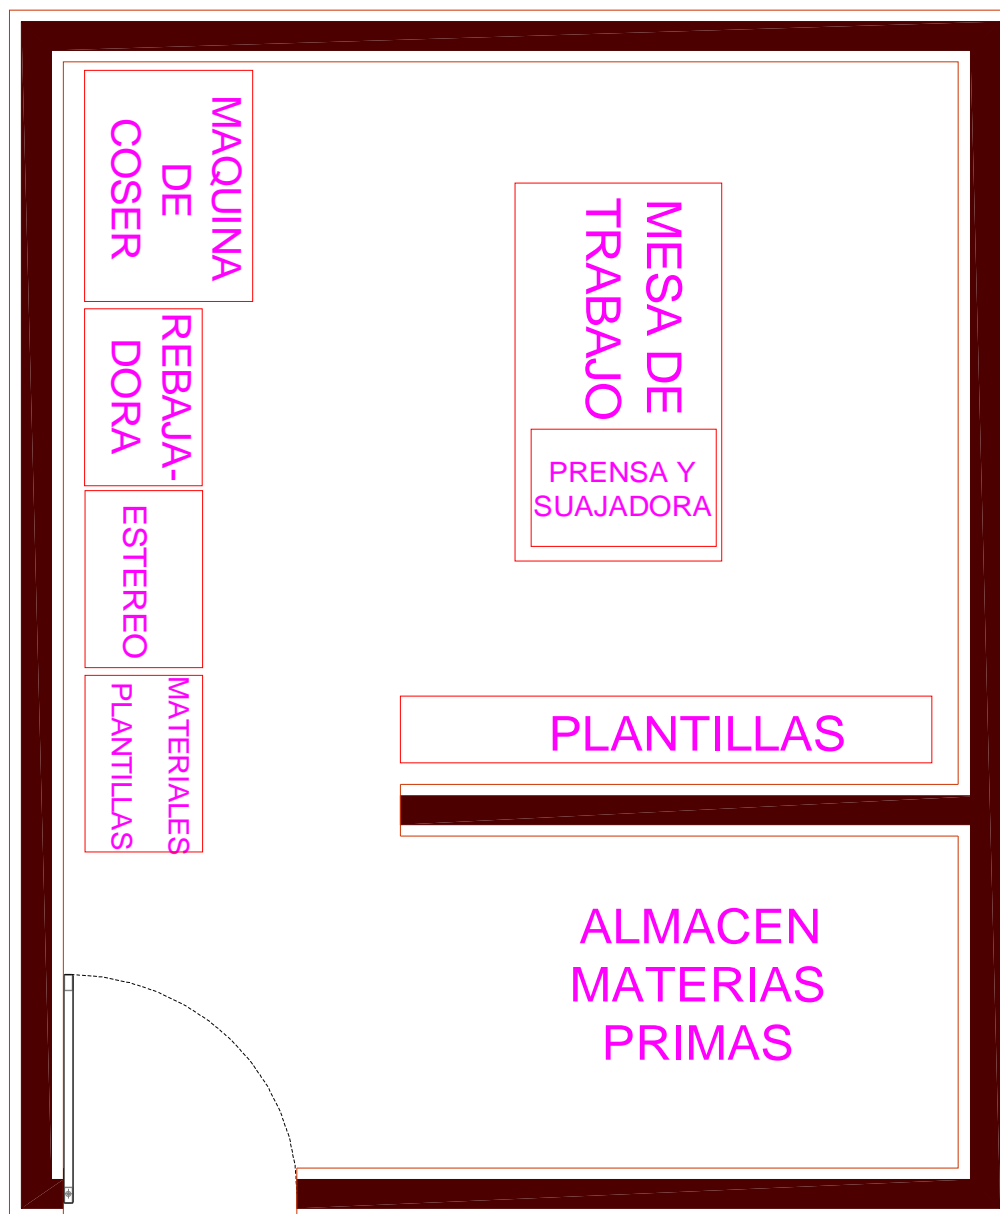 MAQUINA
DE
COSER
REBAJA-
DORA
ESTEREO
MATERIALES
PLANTILLAS
MESA DE
TRABAJO
PRENSA Y
SUAJADORA
PLANTILLAS
ALMACEN
MATERIAS
PRIMAS